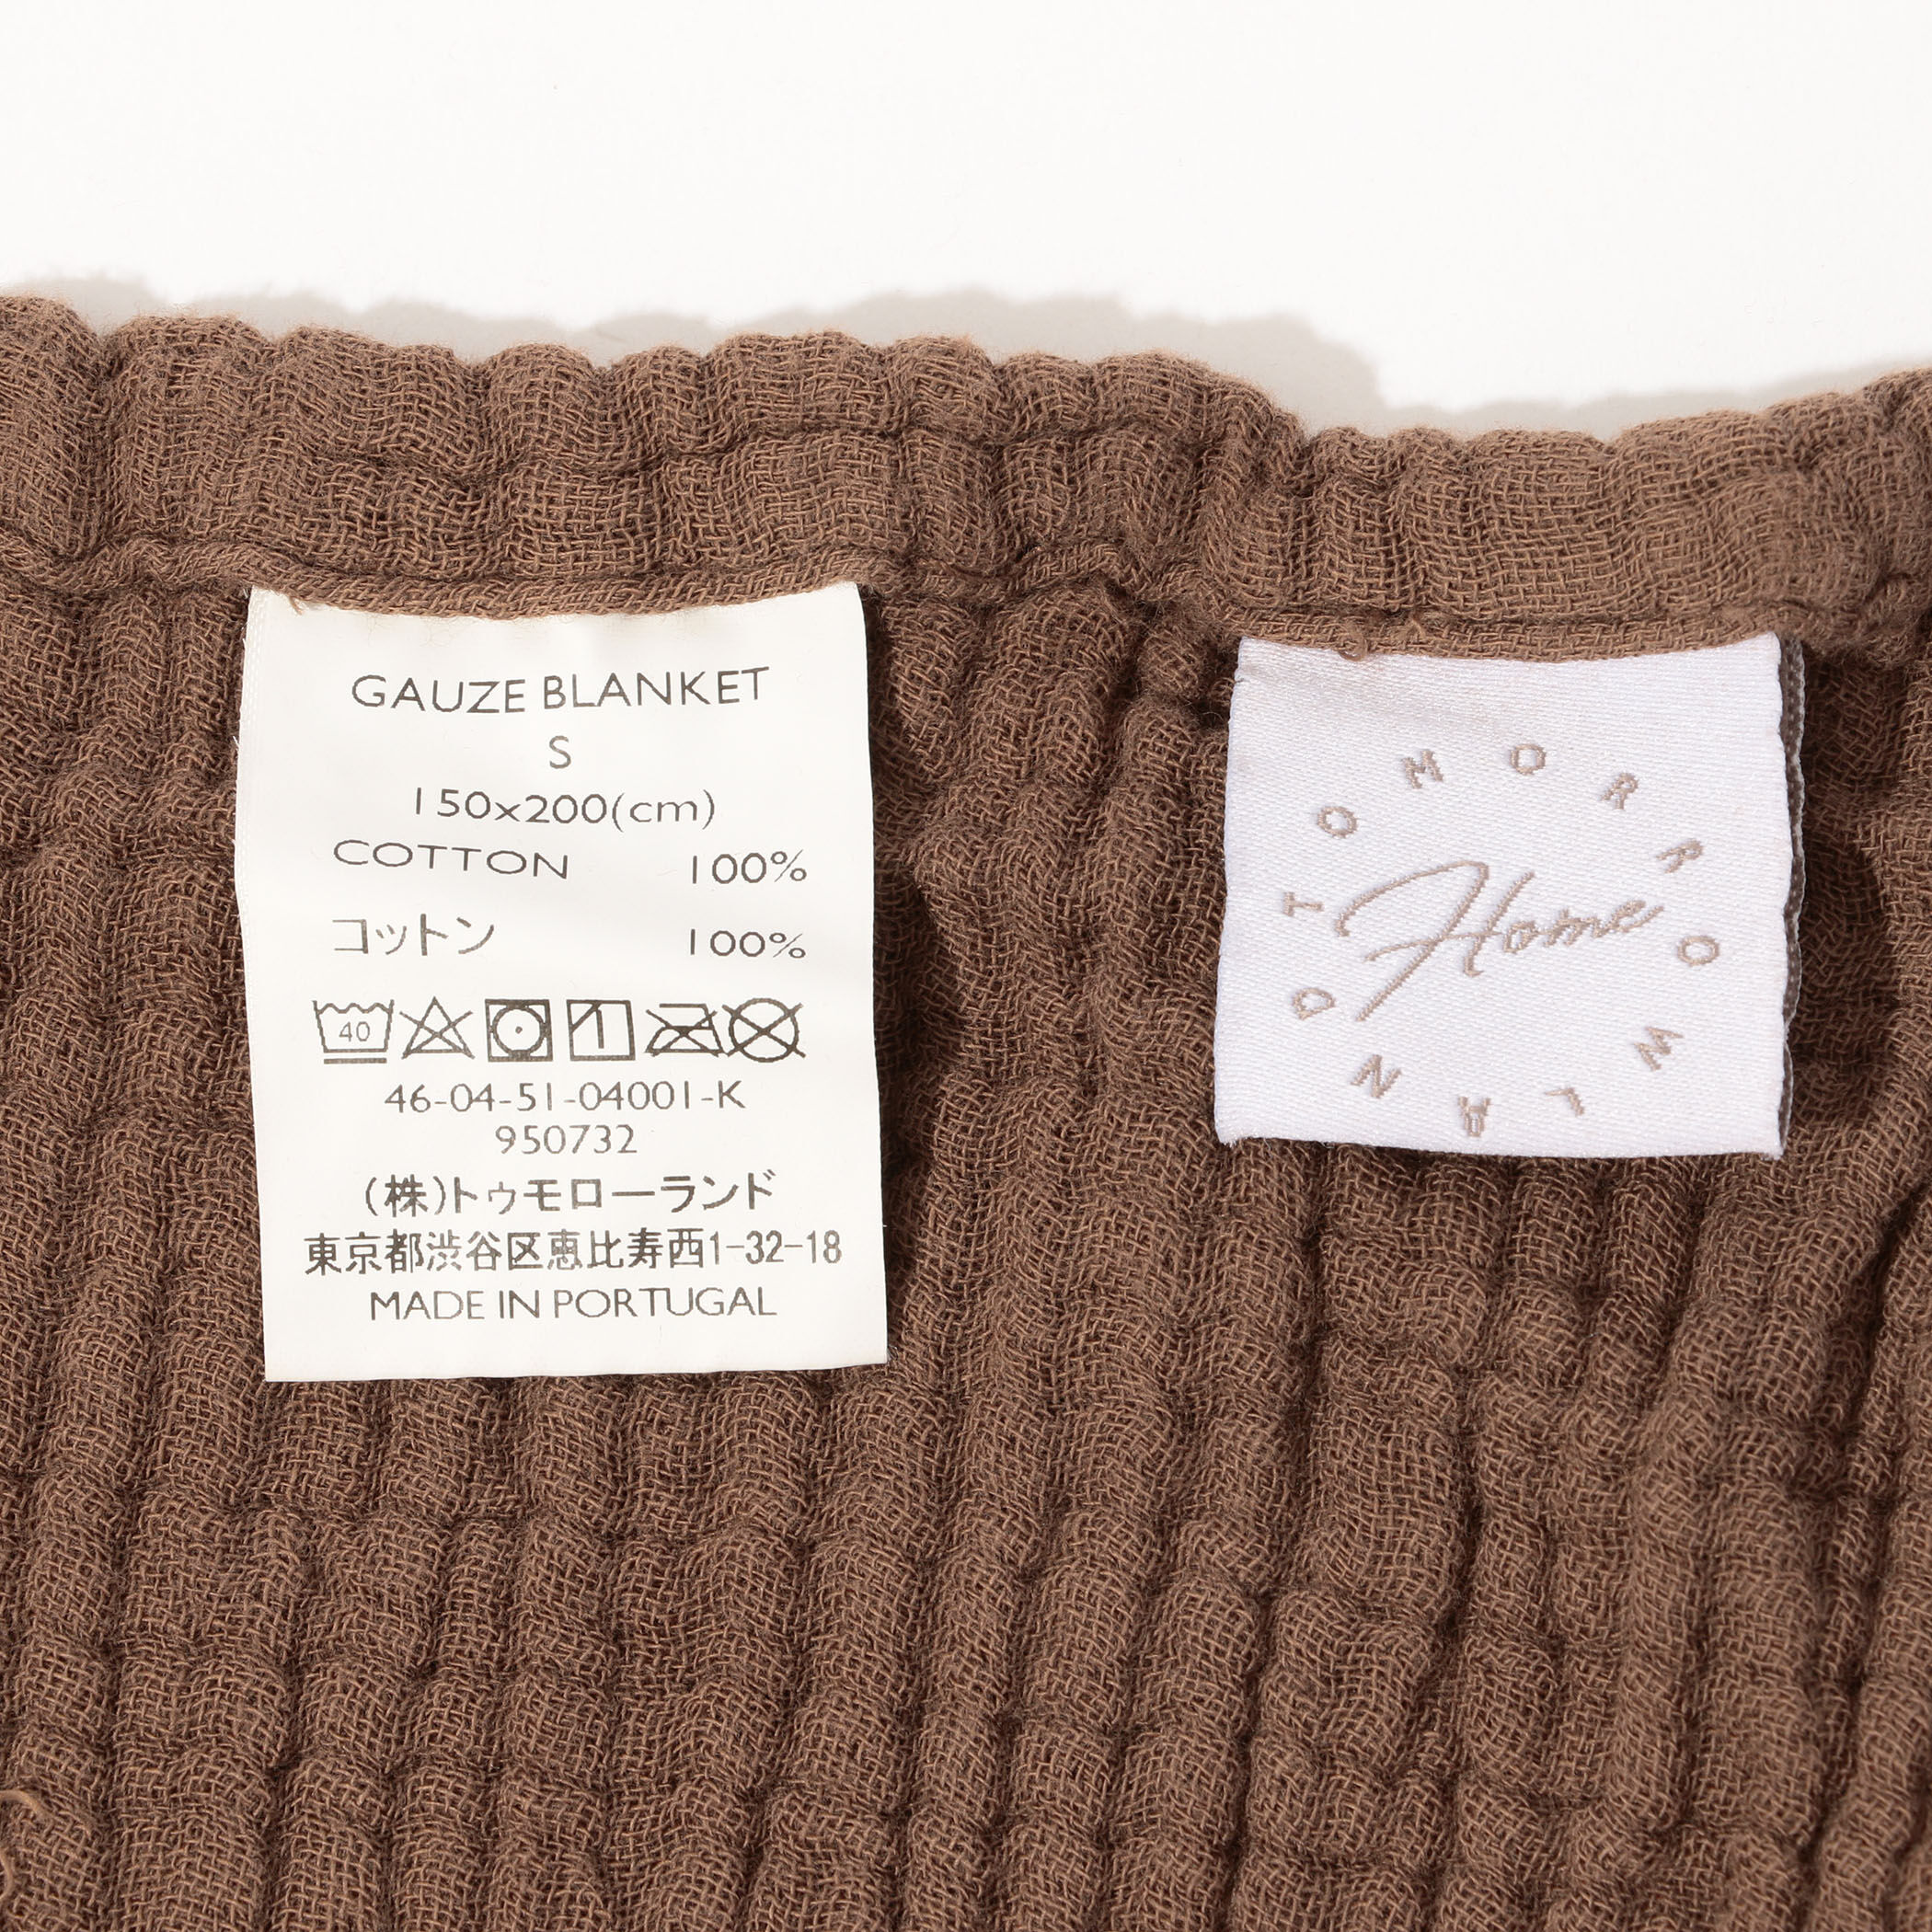 GAUZE BLANKET
S
150x200(cm)
COTTON 100%
コットン 100%
40
46-04-51-04001-K
950732
(株)トゥモローランド
東京都渋谷区恵比寿西1-32-18
MADE IN PORTUGAL
TOMORROWLAND
Home